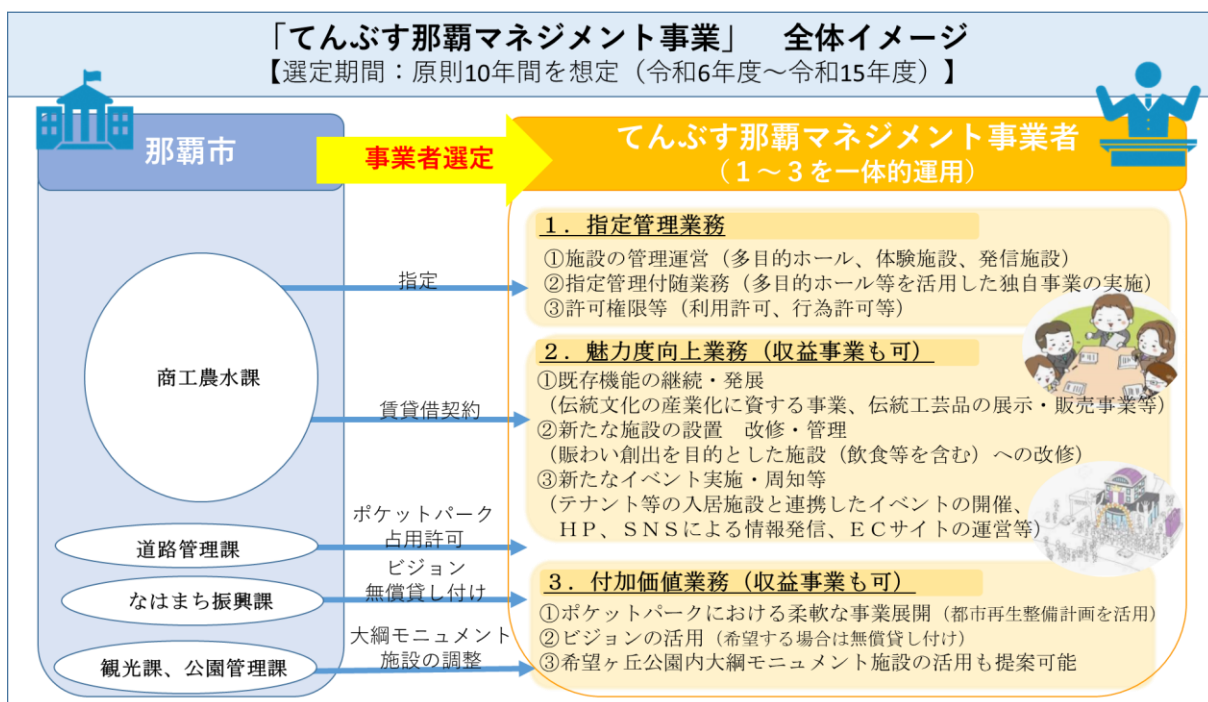 「てんぶす那覇マネジメント事業」　全体イメージ
【選定期間：原則10年間を想定（令和6年度～令和15年度）】
那覇市
事業者選定
てんぶす那覇マネジメント事業者
（１～３を一体的運用）
商工農水課
指定
賃貸借契約
道路管理課
ポケットパーク
占用許可
なはまち振興課
ビジョン
無償貸し付け
観光課、公園管理課
大綱モニュメント
施設の調整
１．指定管理業務
①施設の管理運営（多目的ホール、体験施設、発信施設）
②指定管理付随業務（多目的ホール等を活用した独自事業の実施）
③許可権限等（利用許可、行為許可等）
２．魅力度向上業務（収益事業も可）
①既存機能の継続・発展
（伝統文化の産業化に資する事業、伝統工芸品の展示・販売事業等）
②新たな施設の設置　改修・管理
（賑わい創出を目的とした施設（飲食等を含む）への改修）
③新たなイベント実施・周知等
（テナント等の入居施設と連携したイベントの開催、
ＨＰ、ＳＮＳによる情報発信、ＥＣサイトの運営等）
３．付加価値業務（収益事業も可）
①ポケットパークにおける柔軟な事業展開（都市再生整備計画を活用）
②ビジョンの活用（希望する場合は無償貸し付け）
③希望ヶ丘公園内大綱モニュメント施設の活用も提案可能